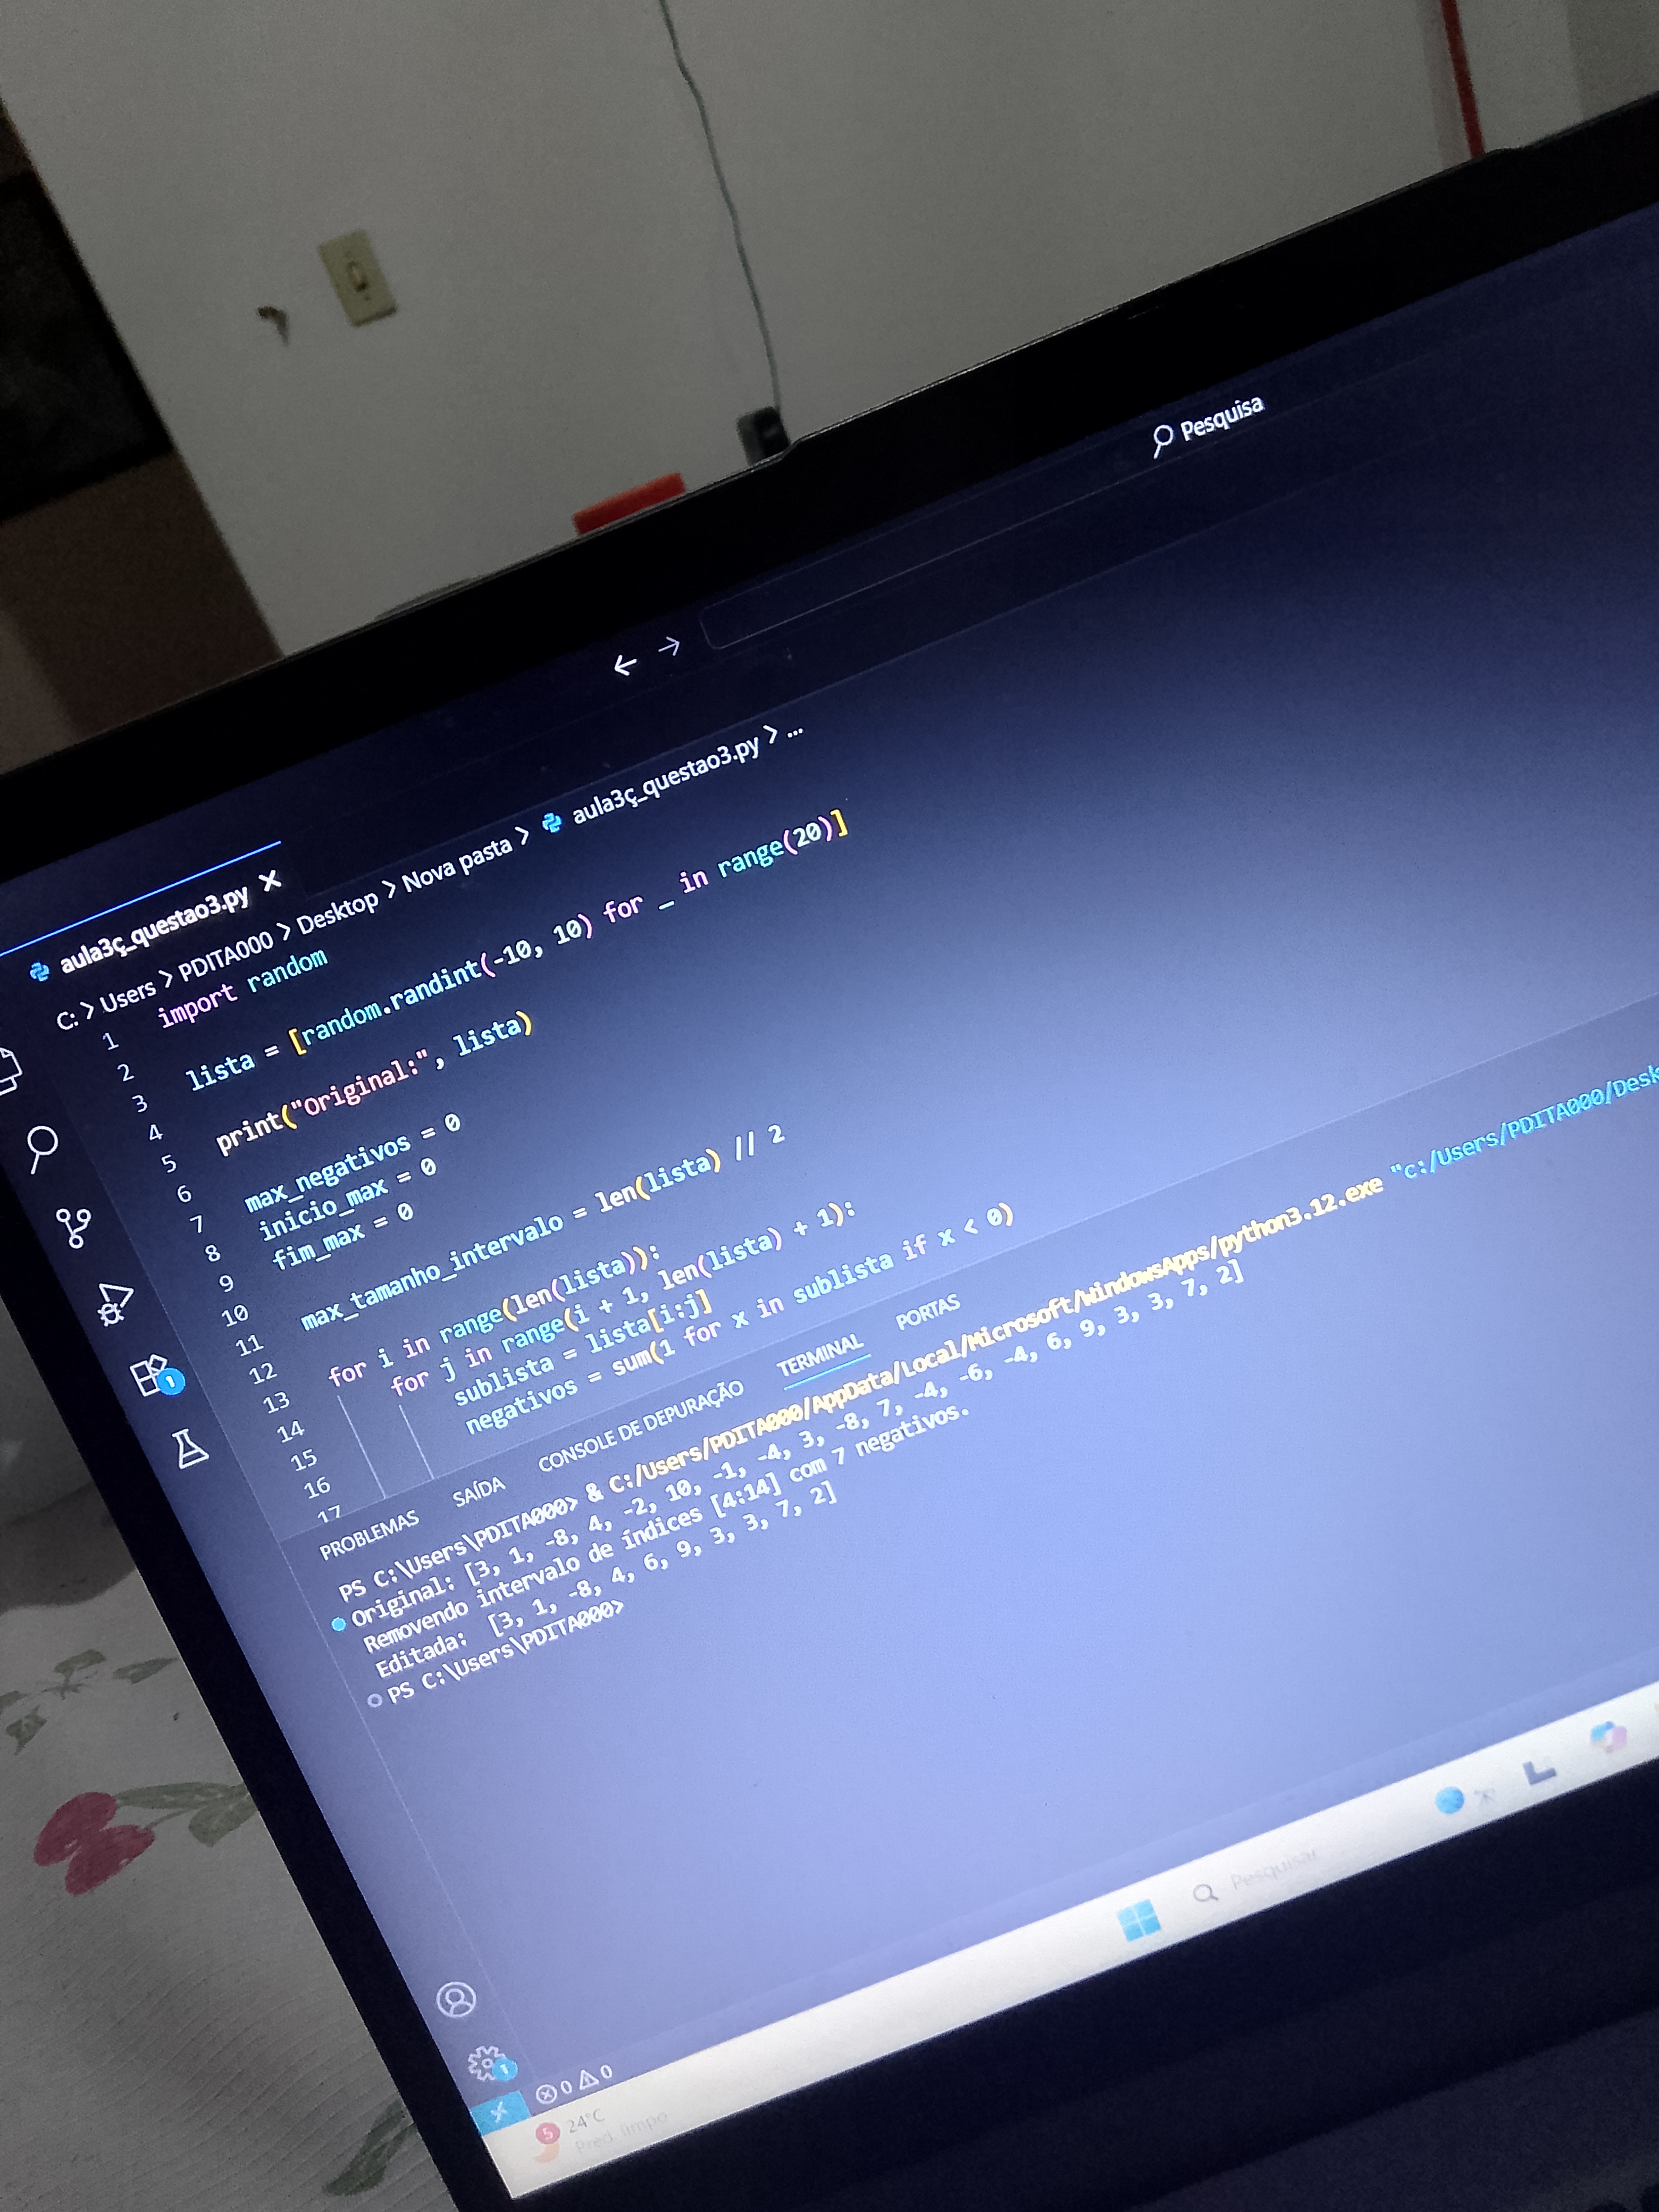 Pesquisa
aula3ç_questao3.py
C: > Users > PDITA000 > Desktop > Nova pasta > aula3ç_questao3.py > ...
1 import random
2
3 lista = [random.randint(-10, 10) for _ in range(20)]
4
5 print("Original:", lista)
6
7 max_negativos = 0
8 inicio_max = 0
9 fim_max = 0
10
11 max_tamanho_intervalo = len(lista) // 2
12
13 for i in range(len(lista)):
14 for j in range(i + 1, len(lista) + 1):
15 sublista = lista[i:j]
16 negativos = sum(1 for x in sublista if x < 0)
17
PROBLEMAS SAÍDA CONSOLE DE DEPURAÇÃO TERMINAL PORTAS
PS C:\Users\PDITA000> & C:/Users/PDITA000/AppData/Local/Microsoft/WindowsApps/python3.12.exe "c:/Users/PDITA000/Desk
Original: [3, 1, -8, 4, -2, 10, -1, -4, 3, -8, 7, -4, -6, -4, 6, 9, 3, 3, 7, 2]
Removendo intervalo de índices [4:14] com 7 negativos.
Editada: [3, 1, -8, 4, 6, 9, 3, 3, 7, 2]
PS C:\Users\PDITA000>
1
1
0 0
5 24°C
Pred. limpo
Pesquisar